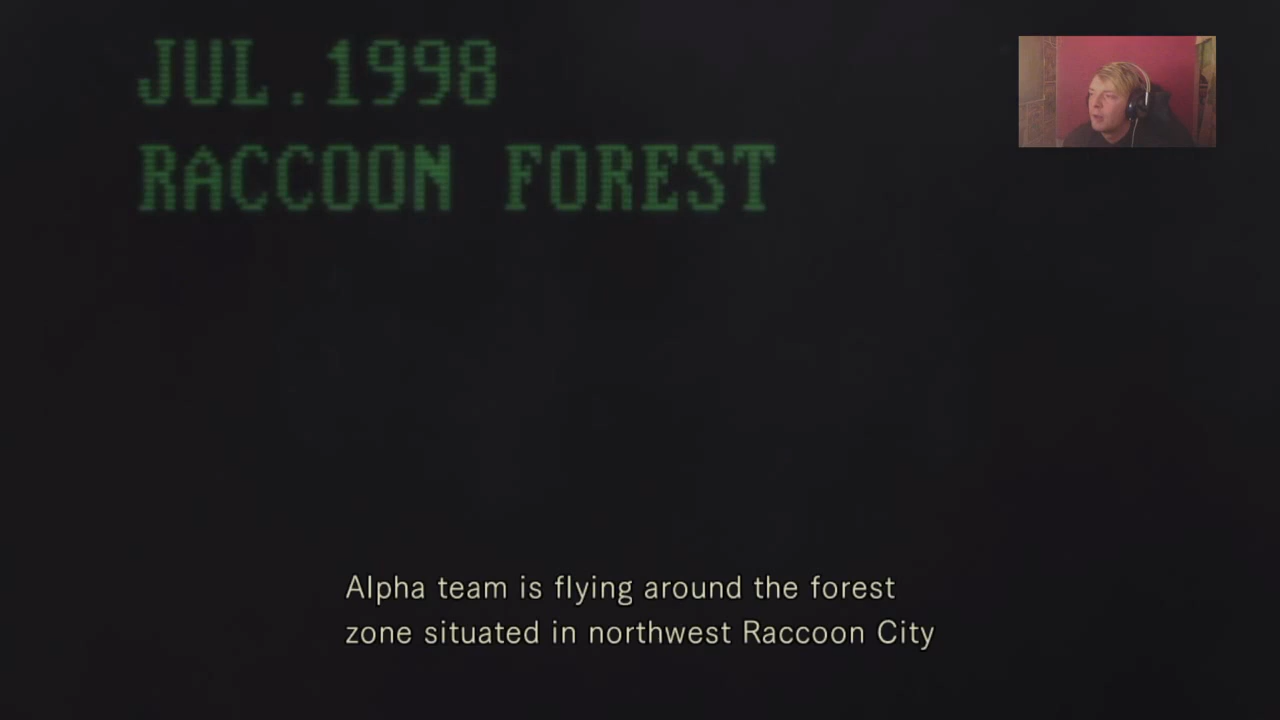 JUL.1998
RACCOON FOREST
Alpha team is flying around the forest
zone situated in northwest Raccoon City